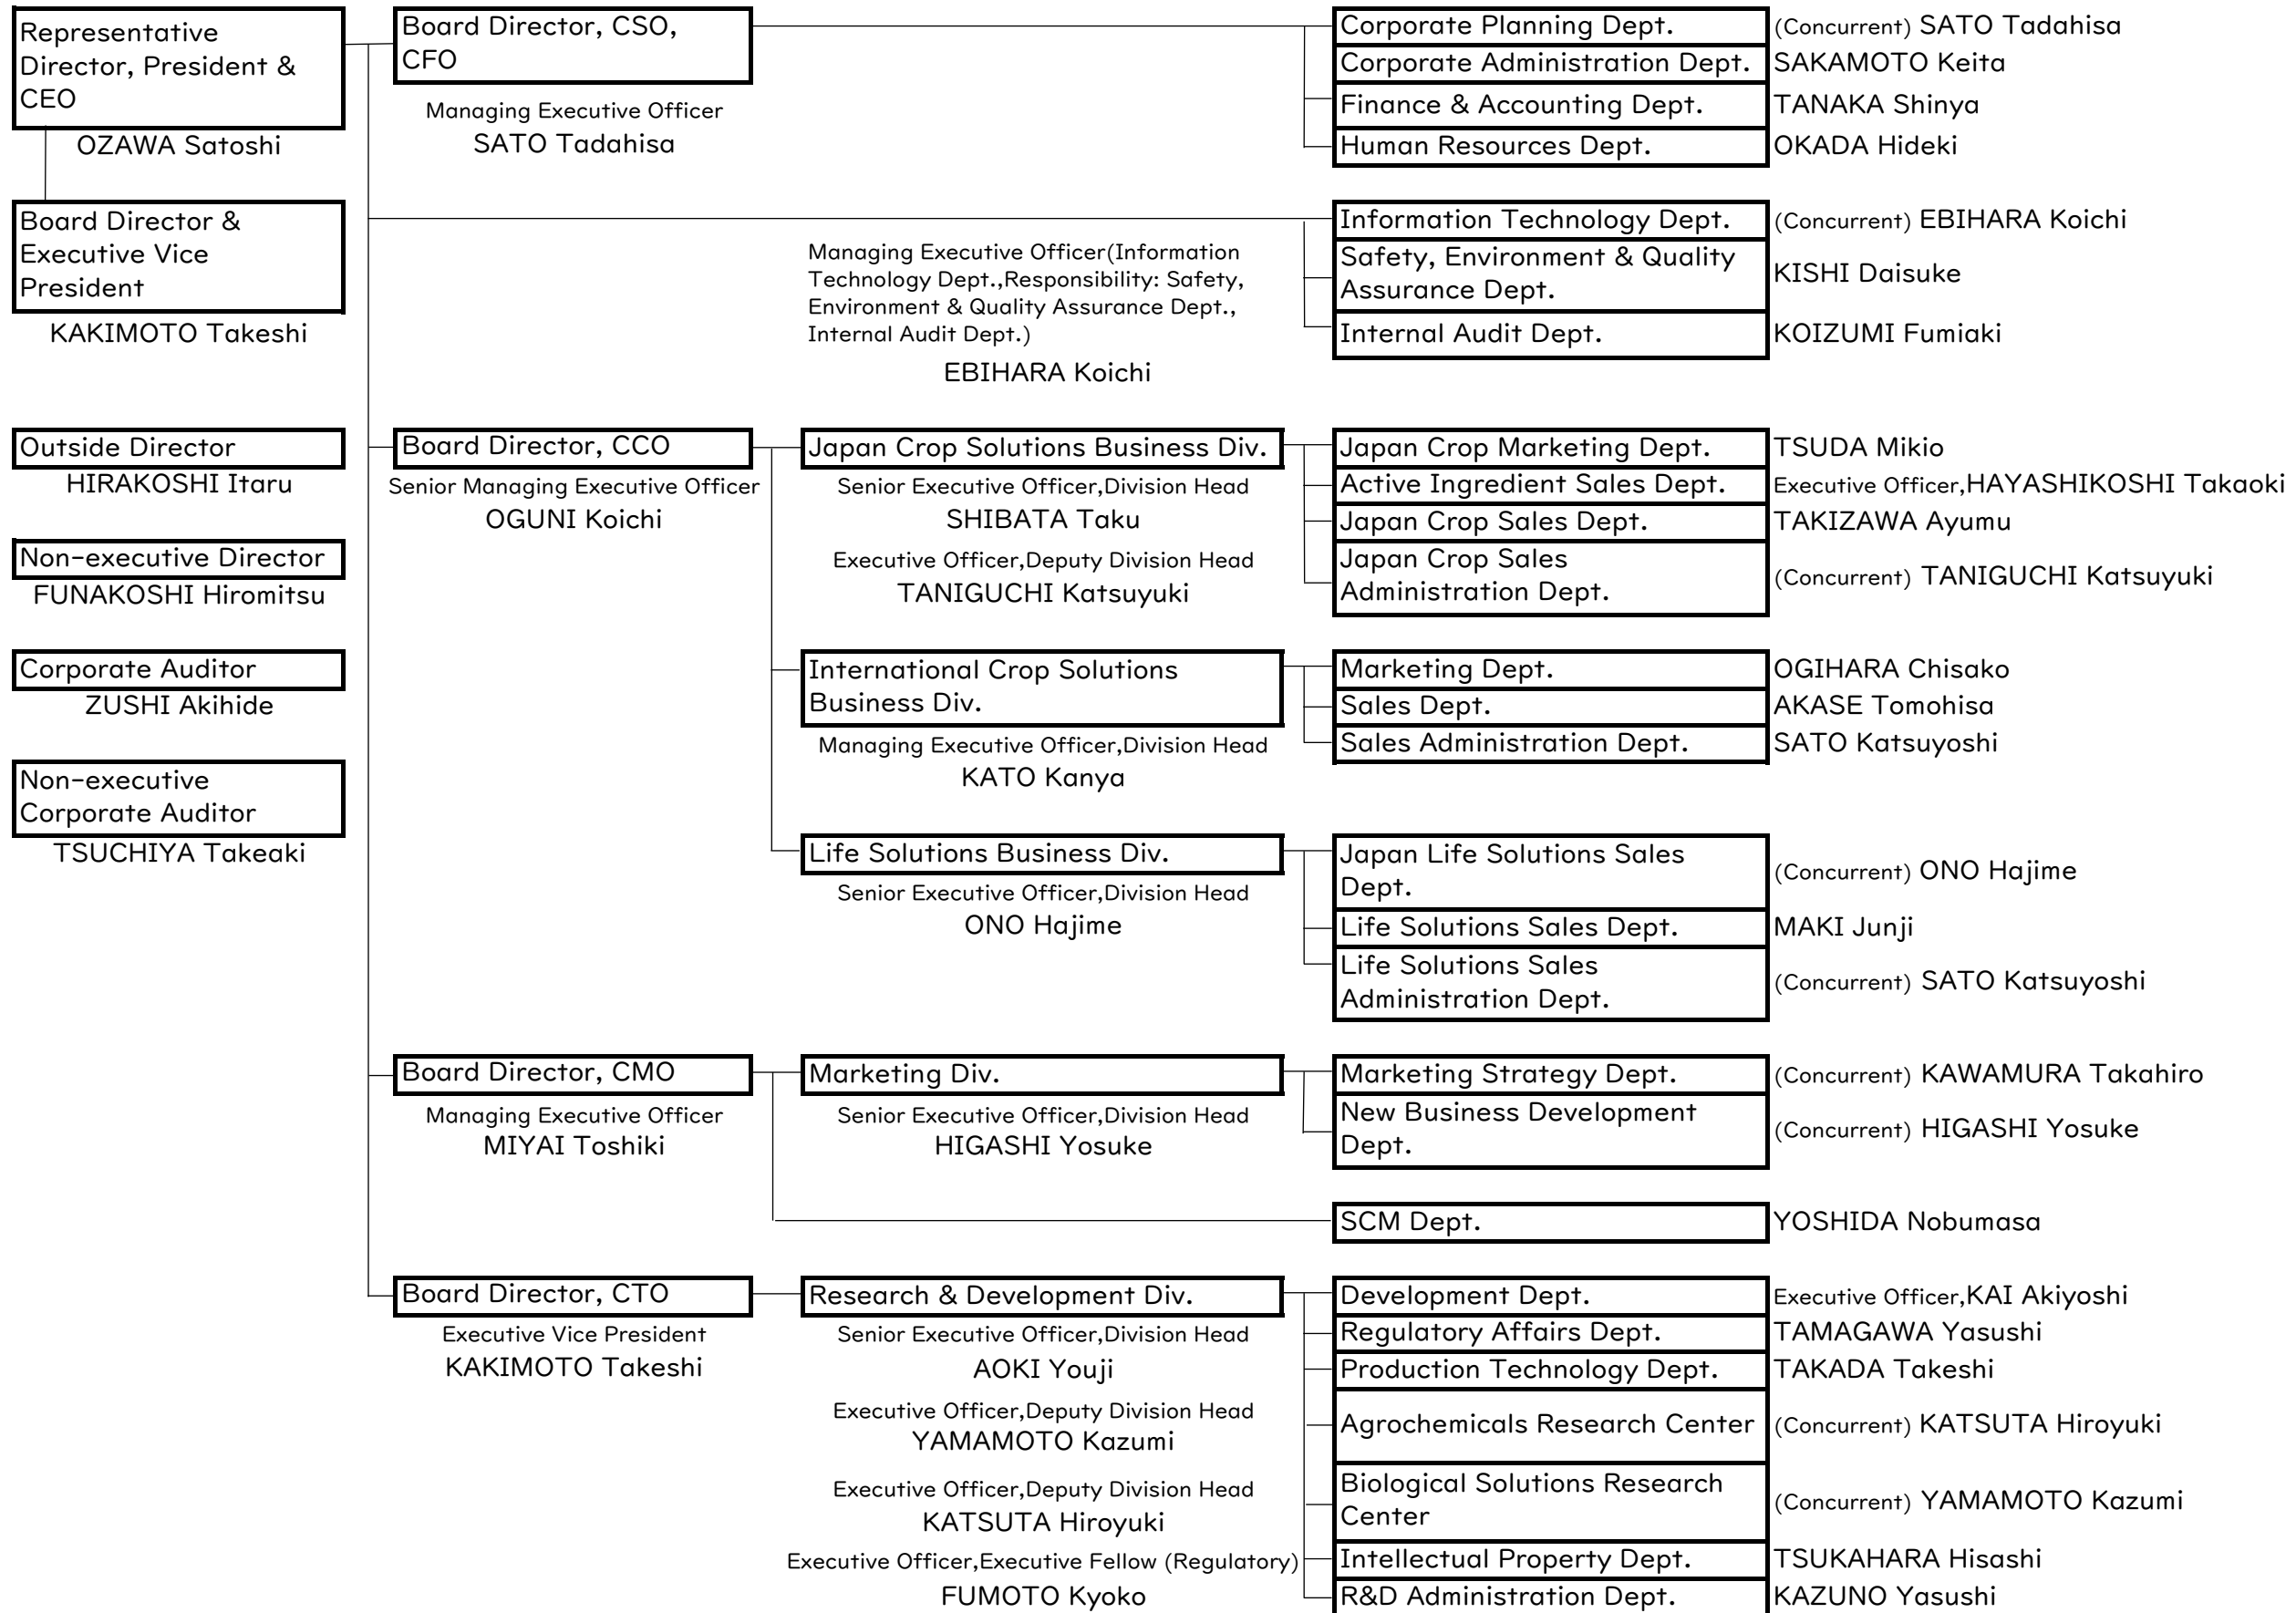 Representative
Director, President &
CEO
OZAWA Satoshi
Board Director &
Executive Vice
President
KAKIMOTO Takeshi
Outside Director
HIRAKOSHI Itaru
Non-executive Director
FUNAKOSHI Hiromitsu
Corporate Auditor
ZUSHI Akihide
Non-executive
Corporate Auditor
TSUCHIYA Takeaki
Board Director, CSO,
CFO
Managing Executive Officer
SATO Tadahisa
Corporate Planning Dept.
(Concurrent) SATO Tadahisa
Corporate Administration Dept.
SAKAMOTO Keita
Finance & Accounting Dept.
TANAKA Shinya
Human Resources Dept.
OKADA Hideki
Managing Executive Officer(Information
Technology Dept.,Responsibility: Safety,
Environment & Quality Assurance Dept.,
Internal Audit Dept.)
EBIHARA Koichi
Information Technology Dept.
(Concurrent) EBIHARA Koichi
Safety, Environment & Quality
Assurance Dept.
KISHI Daisuke
Internal Audit Dept.
KOIZUMI Fumiaki
Board Director, CCO
Senior Managing Executive Officer
OGUNI Koichi
Japan Crop Solutions Business Div.
Senior Executive Officer,Division Head
SHIBATA Taku
Executive Officer,Deputy Division Head
TANIGUCHI Katsuyuki
Japan Crop Marketing Dept.
TSUDA Mikio
Active Ingredient Sales Dept.
Executive Officer,HAYASHIKOSHI Takaoki
Japan Crop Sales Dept.
TAKIZAWA Ayumu
Japan Crop Sales
Administration Dept.
(Concurrent) TANIGUCHI Katsuyuki
International Crop Solutions
Business Div.
Managing Executive Officer,Division Head
KATO Kanya
Marketing Dept.
OGIHARA Chisako
Sales Dept.
AKASE Tomohisa
Sales Administration Dept.
SATO Katsuyoshi
Life Solutions Business Div.
Senior Executive Officer,Division Head
ONO Hajime
Japan Life Solutions Sales
Dept.
(Concurrent) ONO Hajime
Life Solutions Sales Dept.
MAKI Junji
Life Solutions Sales
Administration Dept.
(Concurrent) SATO Katsuyoshi
Board Director, CMO
Managing Executive Officer
MIYAI Toshiki
Marketing Div.
Senior Executive Officer,Division Head
HIGASHI Yosuke
Marketing Strategy Dept.
(Concurrent) KAWAMURA Takahiro
New Business Development
Dept.
(Concurrent) HIGASHI Yosuke
SCM Dept.
YOSHIDA Nobumasa
Board Director, CTO
Executive Vice President
KAKIMOTO Takeshi
Research & Development Div.
Senior Executive Officer,Division Head
AOKI Youji
Executive Officer,Deputy Division Head
YAMAMOTO Kazumi
Executive Officer,Deputy Division Head
KATSUTA Hiroyuki
Executive Officer,Executive Fellow (Regulatory)
FUMOTO Kyoko
Development Dept.
Executive Officer,KAI Akiyoshi
Regulatory Affairs Dept.
TAMAGAWA Yasushi
Production Technology Dept.
TAKADA Takeshi
Agrochemicals Research Center
(Concurrent) KATSUTA Hiroyuki
Biological Solutions Research
Center
(Concurrent) YAMAMOTO Kazumi
Intellectual Property Dept.
TSUKAHARA Hisashi
R&D Administration Dept.
KAZUNO Yasushi